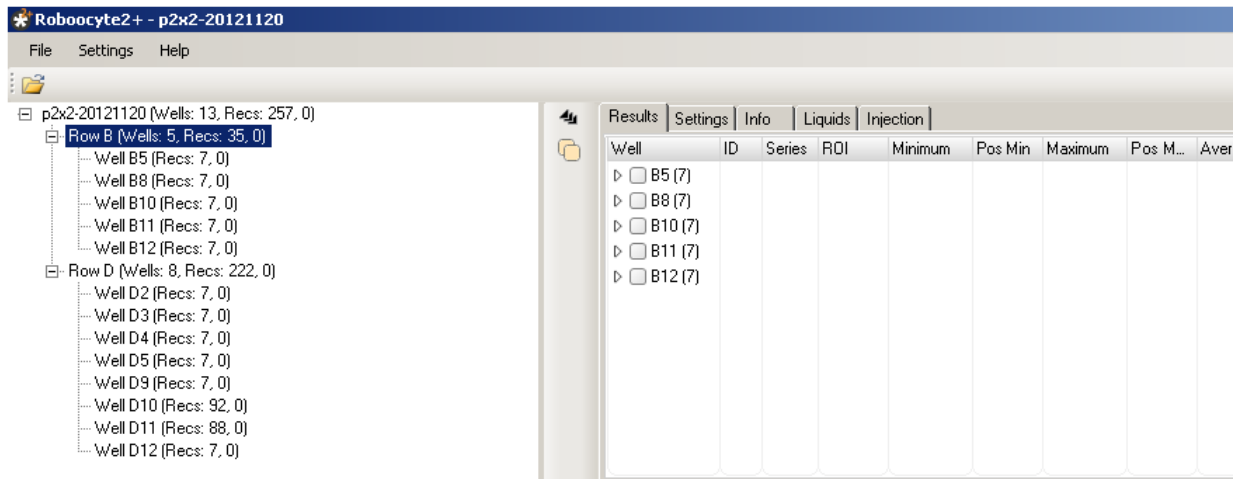 Roboocyte2+ - p2x2-20121120
File Settings Help
p2x2-20121120 (Wells: 13, Recs: 257, 0)
Row B (Wells: 5, Recs: 35, 0)
Well B5 (Recs: 7, 0)
Well B8 (Recs: 7, 0)
Well B10 (Recs: 7, 0)
Well B11 (Recs: 7, 0)
Well B12 (Recs: 7, 0)
Row D (Wells: 8, Recs: 222, 0)
Well D2 (Recs: 7, 0)
Well D3 (Recs: 7, 0)
Well D4 (Recs: 7, 0)
Well D5 (Recs: 7, 0)
Well D9 (Recs: 7, 0)
Well D10 (Recs: 92, 0)
Well D11 (Recs: 88, 0)
Well D12 (Recs: 7, 0)
Results Settings Info Liquids Injection
Well ID Series ROI Minimum Pos Min Maximum Pos M... Aver
B5 (7)
B8 (7)
B10 (7)
B11 (7)
B12 (7)